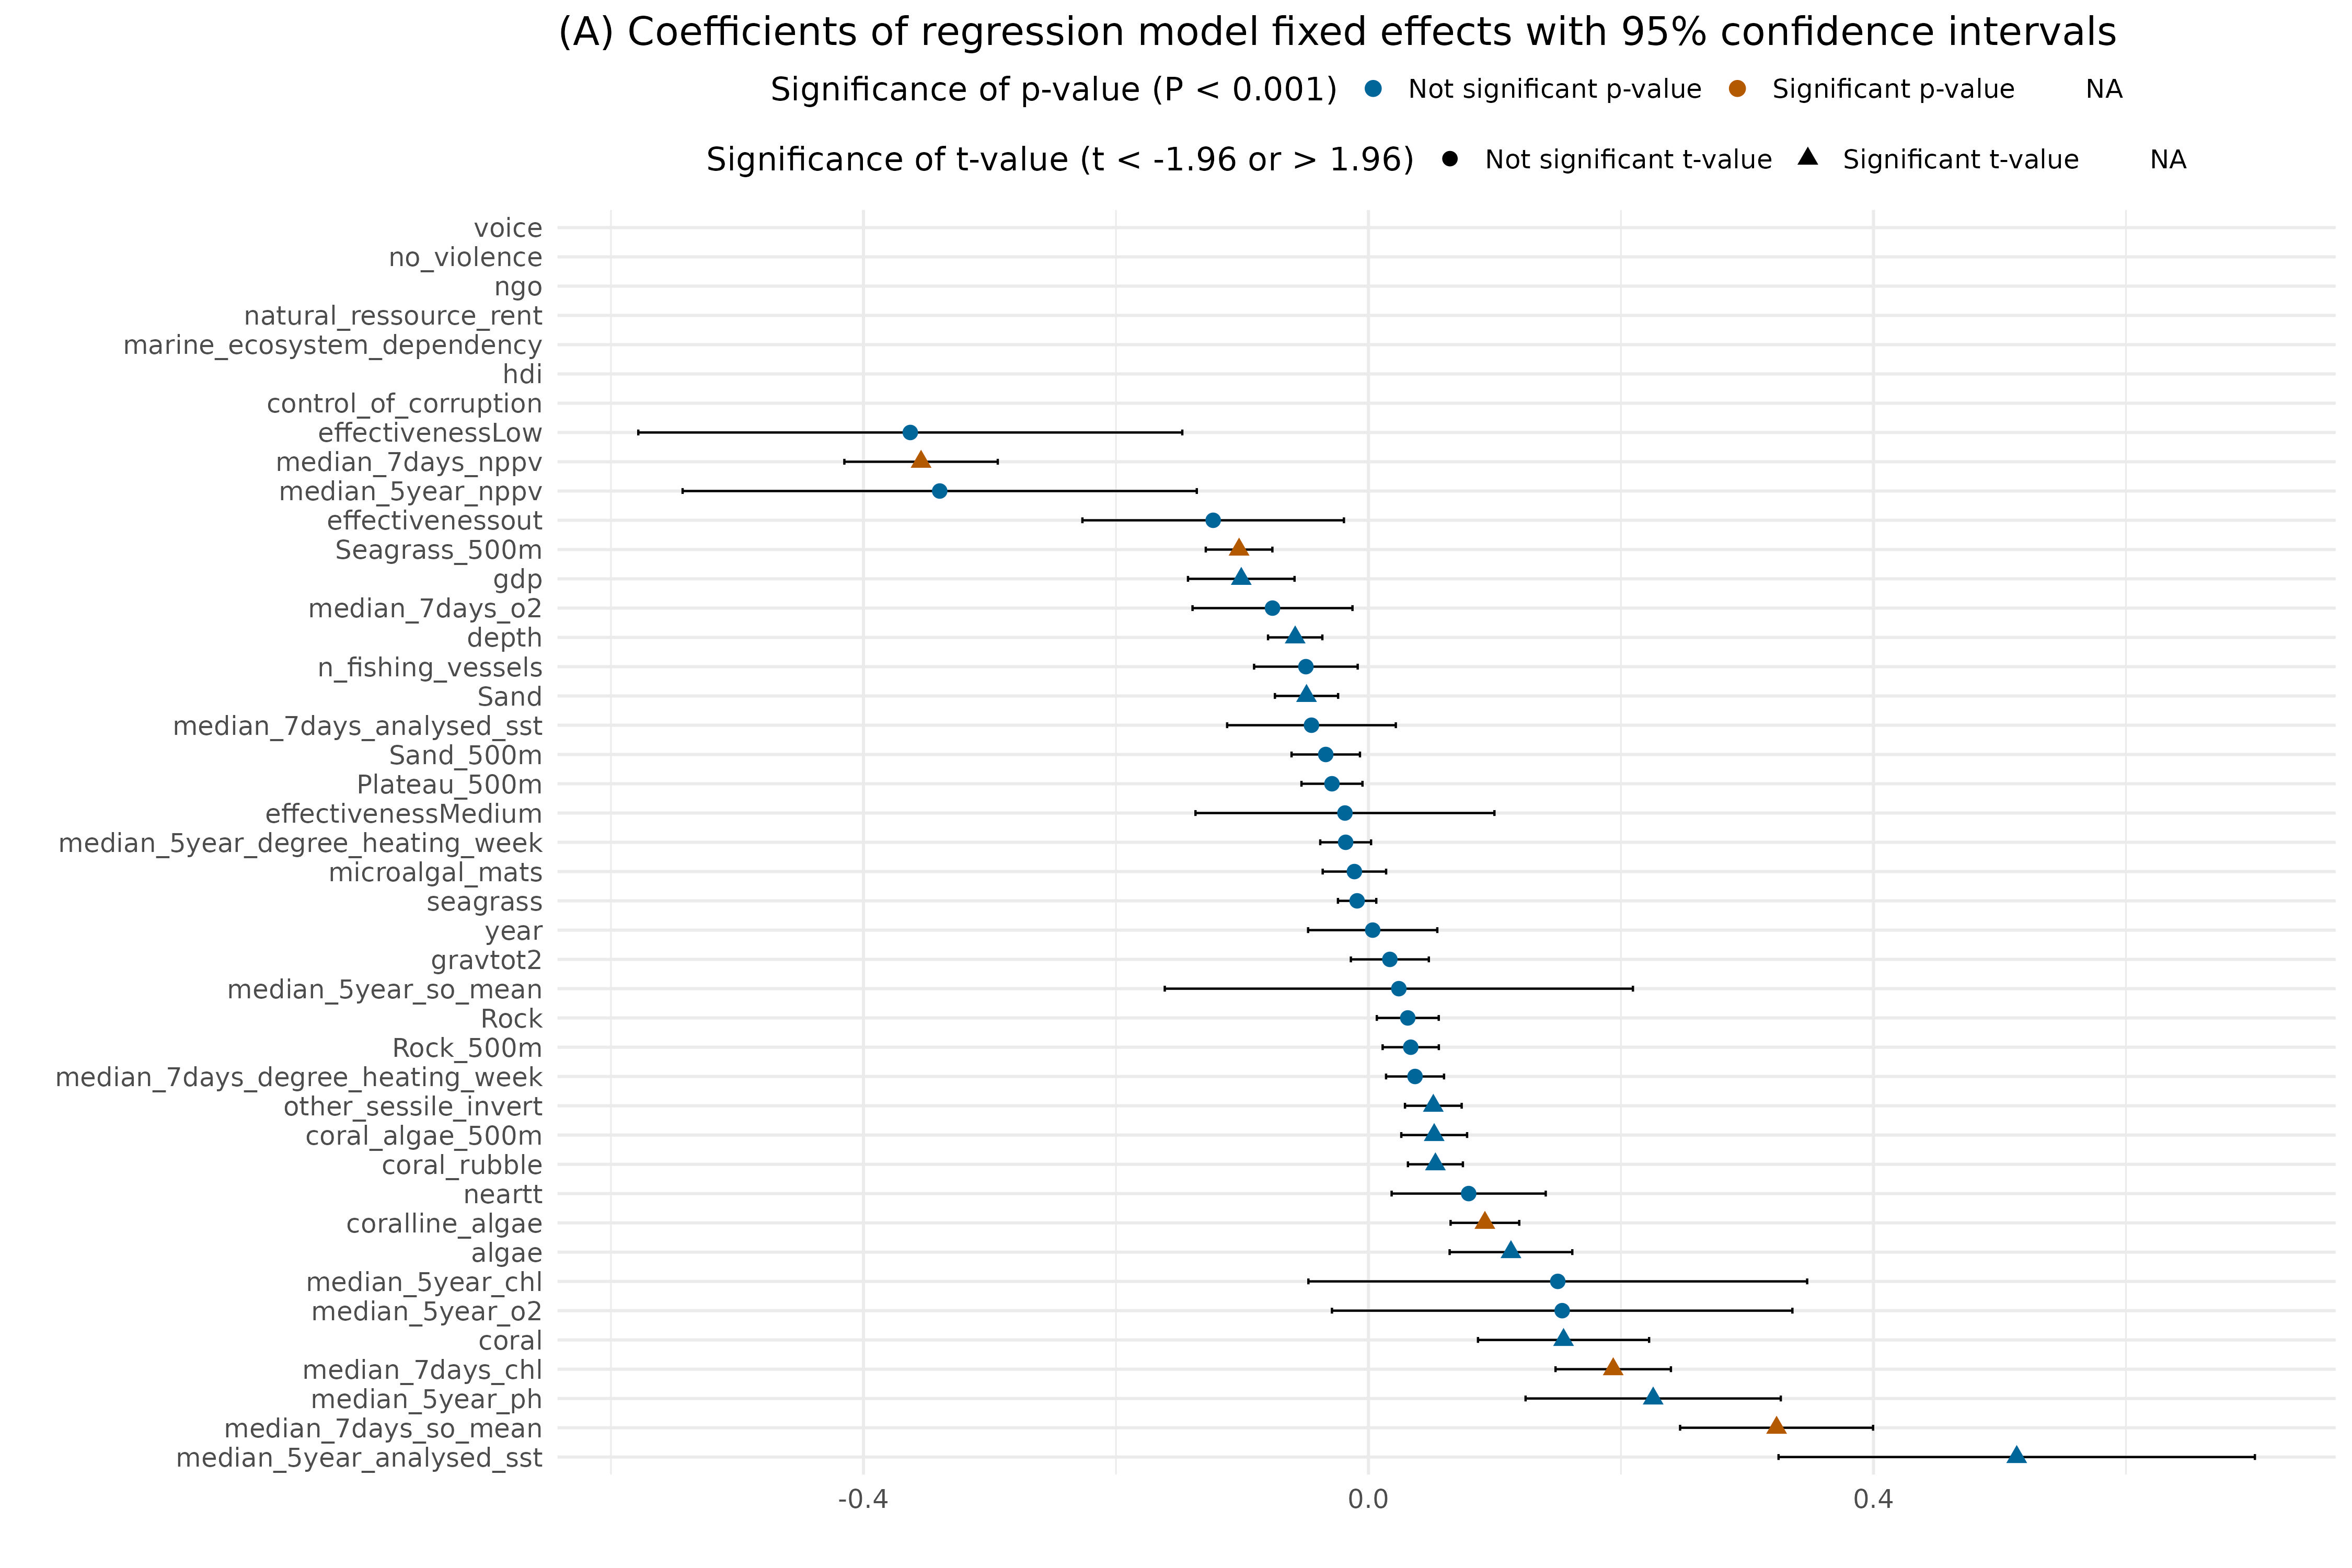 (A) Coefficients of regression model fixed effects with 95% confidence intervals
Significance of p-value (P < 0.001) Not significant p-value Significant p-value NA
Significance of t-value (t < -1.96 or > 1.96) Not significant t-value Significant t-value NA
voice
no_violence
ngo
natural_ressource_rent
marine_ecosystem_dependency
hdi
control_of_corruption
effectivenessLow
median_7days_nppv
median_5year_nppv
effectivenessout
Seagrass_500m
gdp
median_7days_o2
depth
n_fishing_vessels
Sand
median_7days_analysed_sst
Sand_500m
Plateau_500m
effectivenessMedium
median_5year_degree_heating_week
microalgal_mats
seagrass
year
gravtot2
median_5year_so_mean
Rock
Rock_500m
median_7days_degree_heating_week
other_sessile_invert
coral_algae_500m
coral_rubble
neartt
coralline_algae
algae
median_5year_chl
median_5year_o2
coral
median_7days_chl
median_5year_ph
median_7days_so_mean
median_5year_analysed_sst
-0.4 0.0 0.4